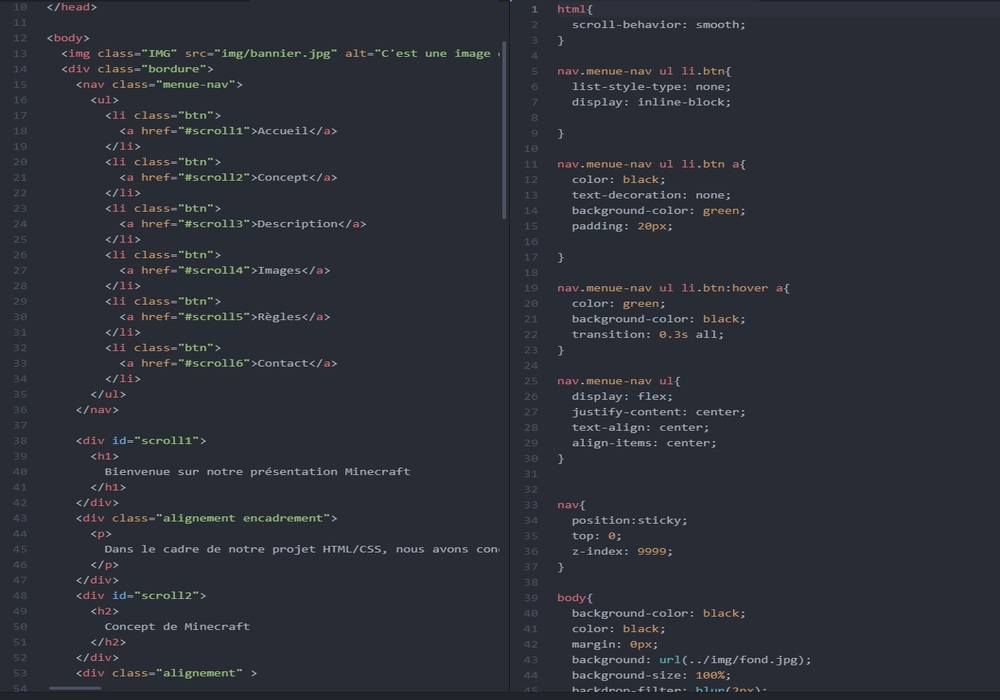 10 </head>
11
12 <body>
13 <img class="IMG" src="img/bannier.jpg" alt="C'est une image
14 <div class="bordure">
15 <nav class="menue-nav">
16 <ul>
17 <li class="btn">
18 <a href="#scroll1">Accueil</a>
19 </li>
20 <li class="btn">
21 <a href="#scroll2">Concept</a>
22 </li>
23 <li class="btn">
24 <a href="#scroll3">Description</a>
25 </li>
26 <li class="btn">
27 <a href="#scroll4">Images</a>
28 </li>
29 <li class="btn">
30 <a href="#scroll5">Règles</a>
31 </li>
32 <li class="btn">
33 <a href="#scroll6">Contact</a>
34 </li>
35 </ul>
36 </nav>
37
38 <div id="scroll1">
39 <h1>
40 Bienvenue sur notre présentation Minecraft
41 </h1>
42 </div>
43 <div class="alignement encadrement">
44 <p>
45 Dans le cadre de notre projet HTML/CSS, nous avons con
46 </p>
47 </div>
48 <div id="scroll2">
49 <h2>
50 Concept de Minecraft
51 </h2>
52 </div>
53 <div class="alignement" >
54
1 html{
2 scroll-behavior: smooth;
3 }
4
5 nav.menue-nav ul li.btn{
6 list-style-type: none;
7 display: inline-block;
8
9 }
10
11 nav.menue-nav ul li.btn a{
12 color: black;
13 text-decoration: none;
14 background-color: green;
15 padding: 20px;
16
17 }
18
19 nav.menue-nav ul li.btn:hover a{
20 color: green;
21 background-color: black;
22 transition: 0.3s all;
23 }
24
25 nav.menue-nav ul{
26 display: flex;
27 justify-content: center;
28 text-align: center;
29 align-items: center;
30 }
31
32
33 nav{
34 position:sticky;
35 top: 0;
36 z-index: 9999;
37 }
38
39 body{
40 background-color: black;
41 color: black;
42 margin: 0px;
43 background: url(../img/fond.jpg);
44 background-size: 100%;
45 backdrop-filter: blur(2px);